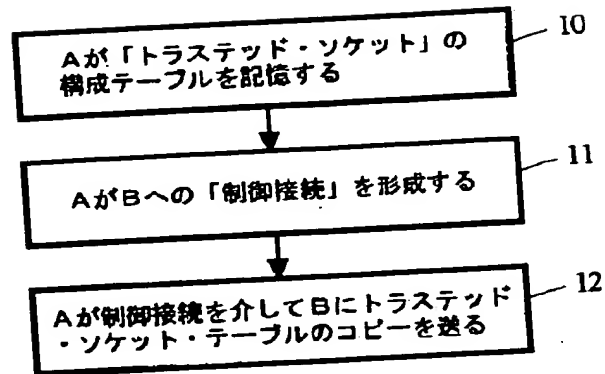 Aが「トラステッド・ソケット」の
構成テーブルを記憶する
10
AがBへの「制御接続」を形成する
11
Aが制御接続を介してBにトラステッド
・ソケット・テーブルのコピーを送る
12